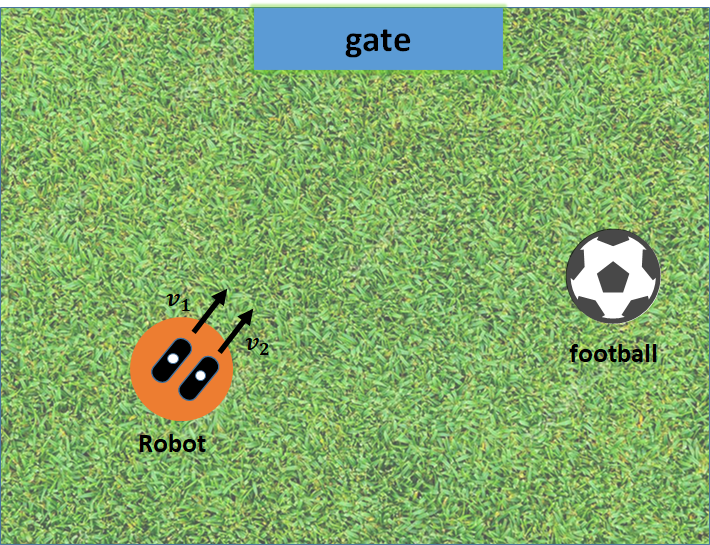 gate
v₁
v₂
football
Robot